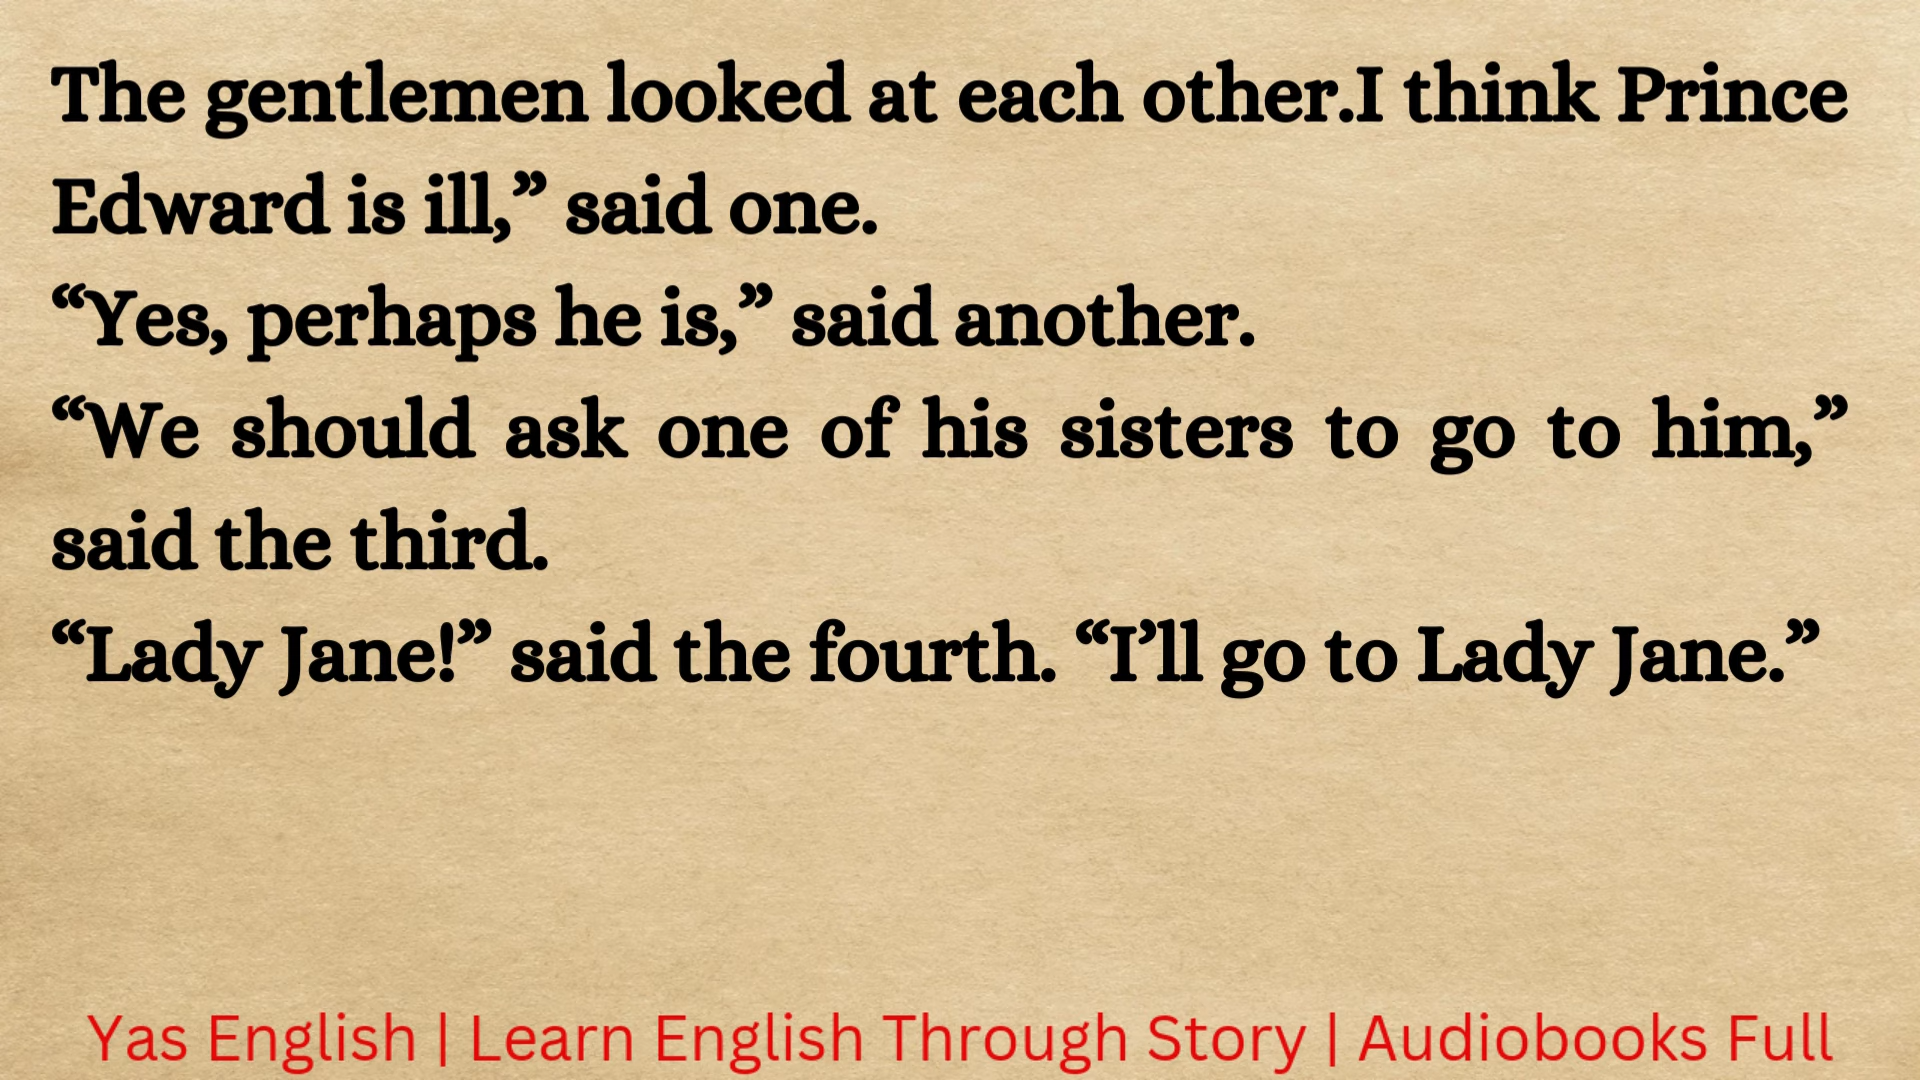 The gentlemen looked at each other.I think Prince
Edward is ill,” said one.
“Yes, perhaps he is,” said another.
“We should ask one of his sisters to go to him,”
said the third.
“Lady Jane!” said the fourth. “I’ll go to Lady Jane.”
Yas English | Learn English Through Story | Audiobooks Full